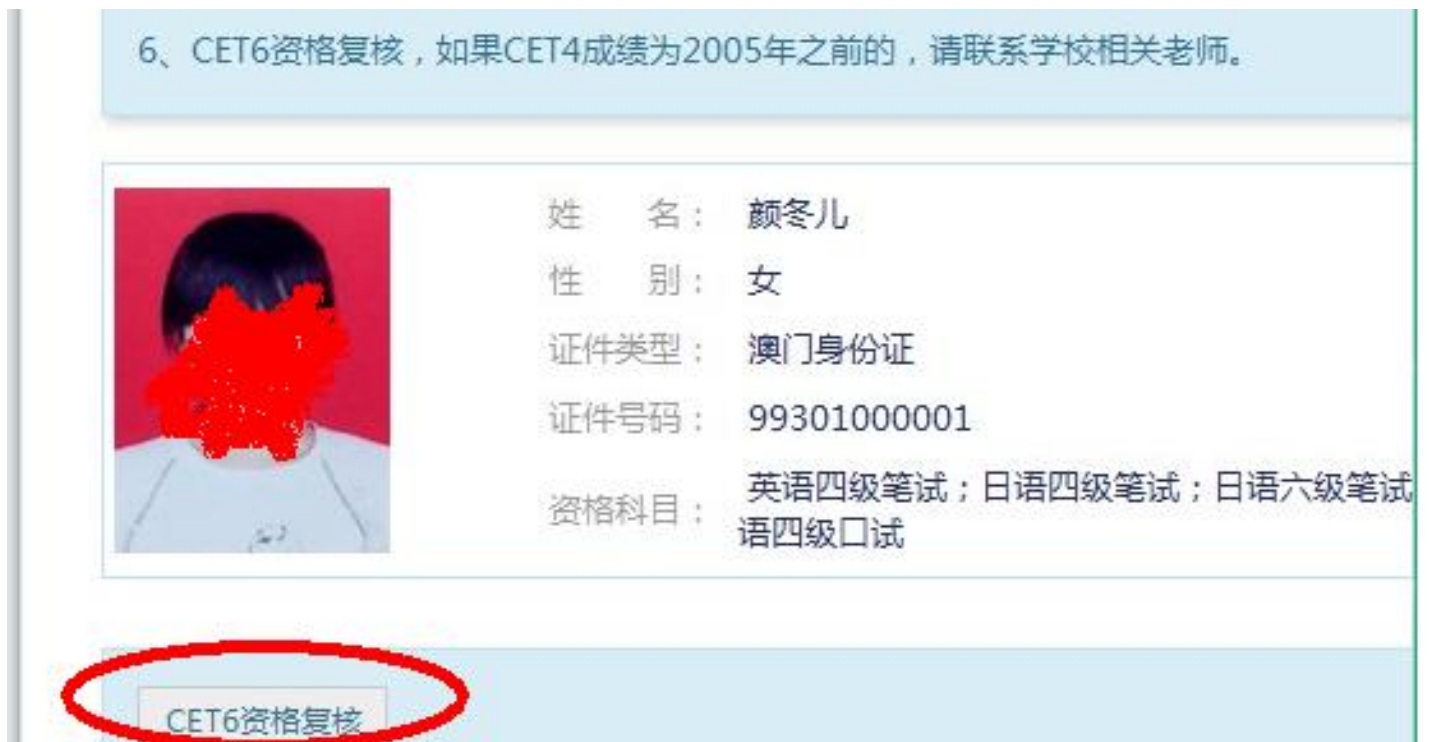 6、CET6资格复核，如果CET4成绩为2005年之前的，请联系学校相关老师。
姓 名： 颜冬儿
性 别： 女
证件类型： 澳门身份证
证件号码： 99301000001
资格科目： 英语四级笔试；日语四级笔试；日语六级笔试
语四级口试
CET6资格复核